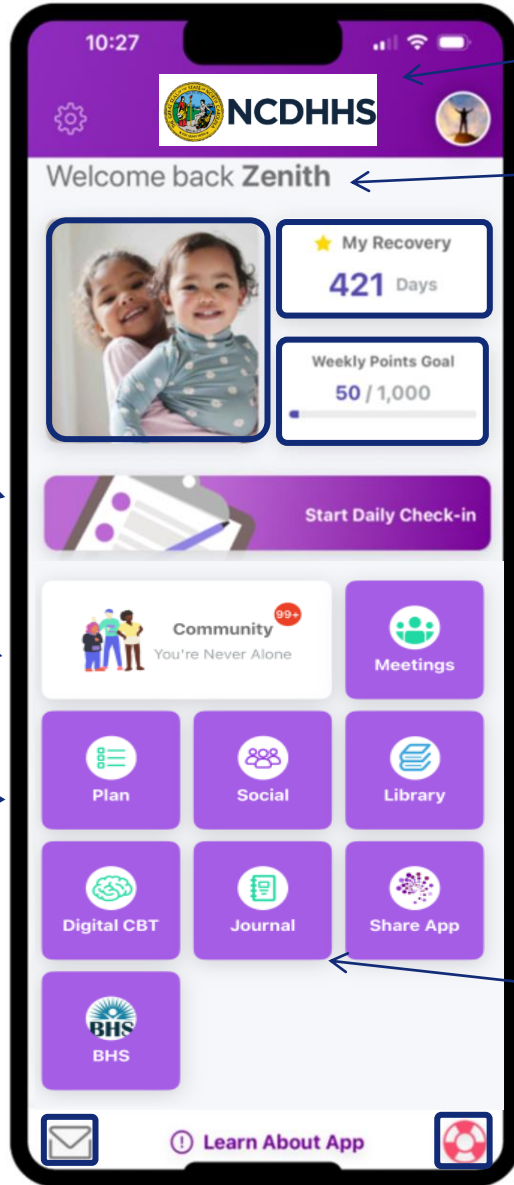 10:27
NCDHHS
Welcome back Zenith
My Recovery
421 Days
Weekly Points Goal
50 / 1,000
Start Daily Check-in
Community
99+
You're Never Alone
Meetings
Plan
Social
Library
Digital CBT
Journal
Share App
BHS
BHS
Learn About App